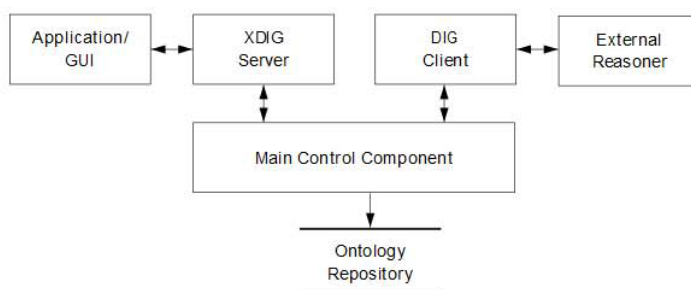 Application/
GUI
XDIG
Server
DIG
Client
External
Reasoner
Main Control Component
Ontology
Repository